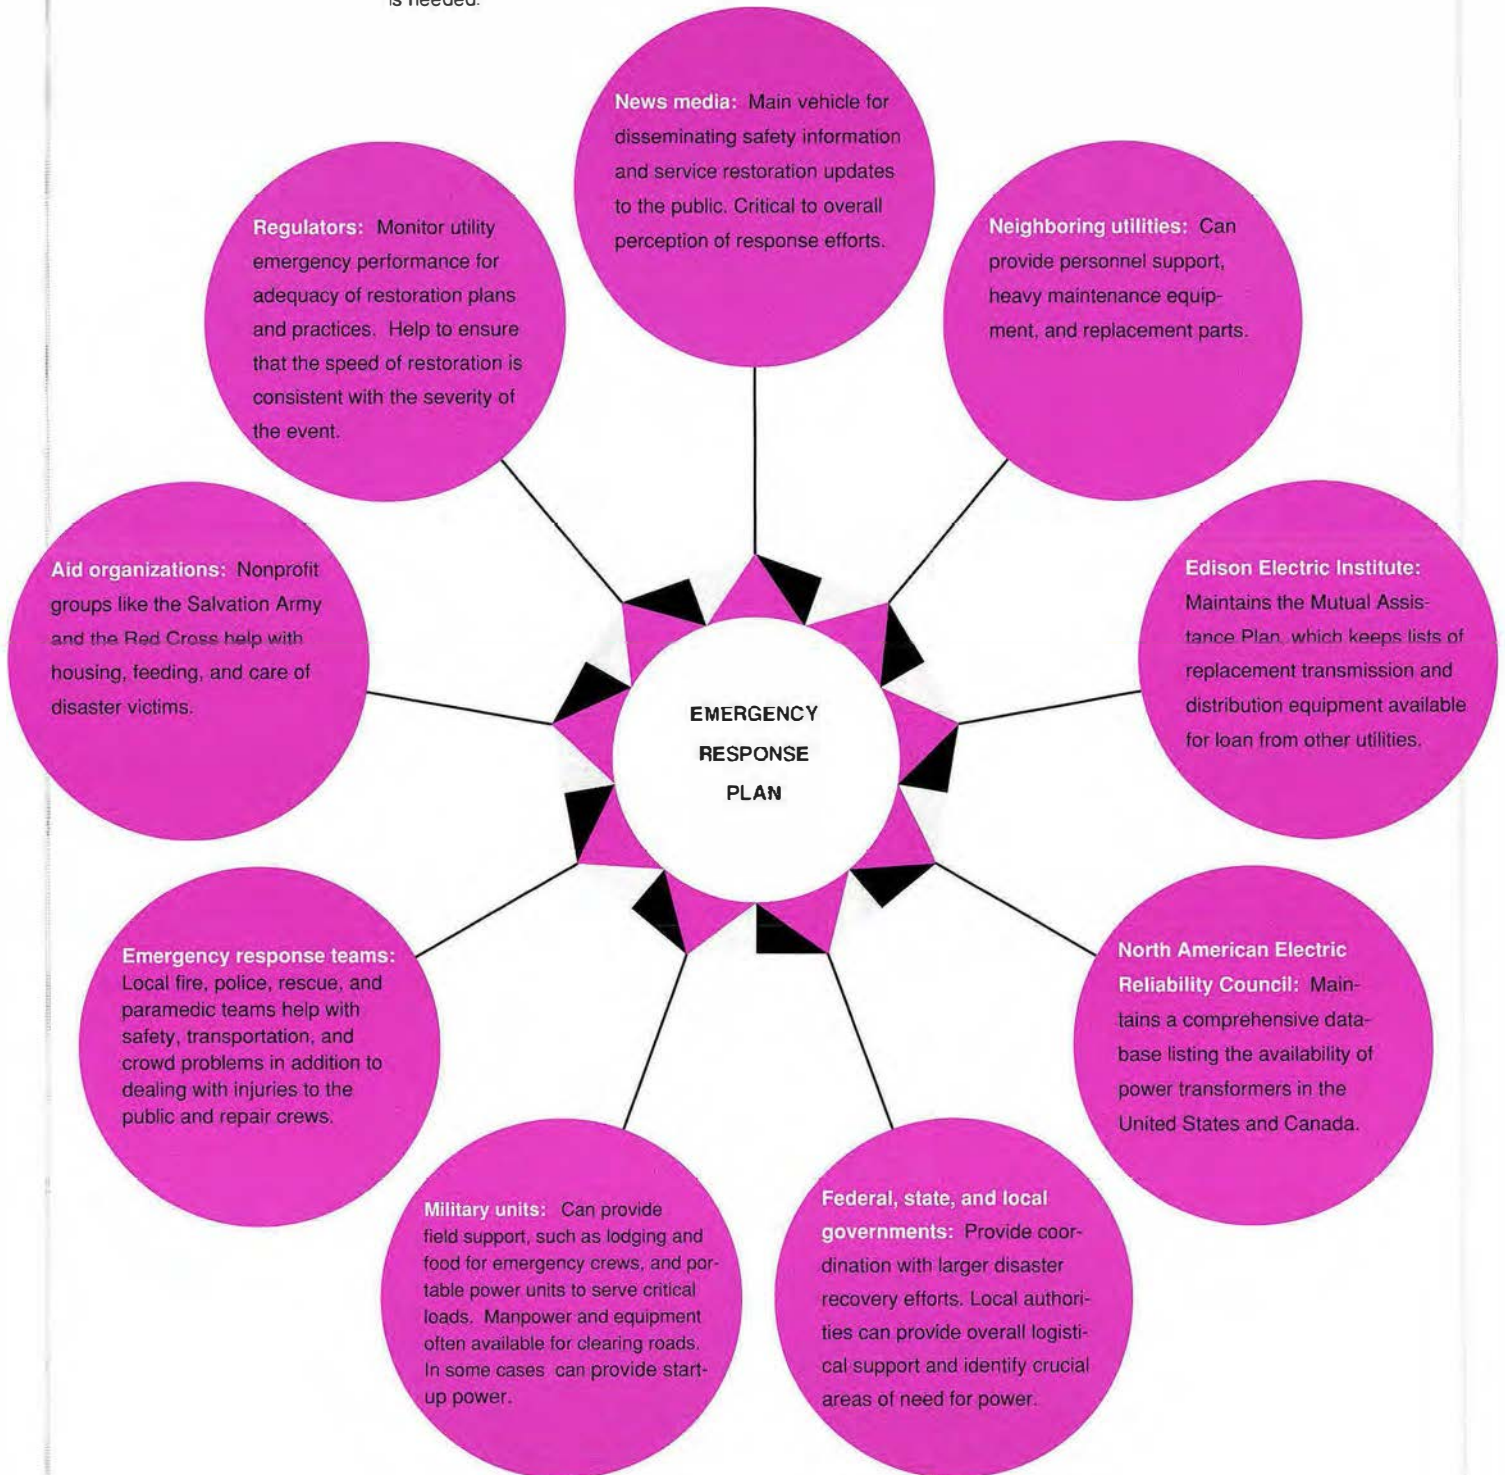 is needed.
News media: Main vehicle for
disseminating safety information
and service restoration updates
to the public. Critical to overall
perception of response efforts.
Neighboring utilities: Can
provide personnel support,
heavy maintenance equip-
ment, and replacement parts.
Edison Electric Institute:
Maintains the Mutual Assis-
tance Plan, which keeps lists of
replacement transmission and
distribution equipment available
for loan from other utilities.
North American Electric
Reliability Council: Main-
tains a comprehensive data-
base listing the availability of
power transformers in the
United States and Canada.
Federal, state, and local
governments: Provide coor-
dination with larger disaster
recovery efforts. Local authori-
ties can provide overall logisti-
cal support and identify crucial
areas of need for power.
Military units: Can provide
field support, such as lodging and
food for emergency crews, and por-
table power units to serve critical
loads. Manpower and equipment
often available for clearing roads.
In some cases can provide start-
up power.
Emergency response teams:
Local fire, police, rescue, and
paramedic teams help with
safety, transportation, and
crowd problems in addition to
dealing with injuries to the
public and repair crews.
Aid organizations: Nonprofit
groups like the Salvation Army
and the Red Cross help with
housing, feeding, and care of
disaster victims.
Regulators: Monitor utility
emergency performance for
adequacy of restoration plans
and practices. Help to ensure
that the speed of restoration is
consistent with the severity of
the event.
EMERGENCY
RESPONSE
PLAN